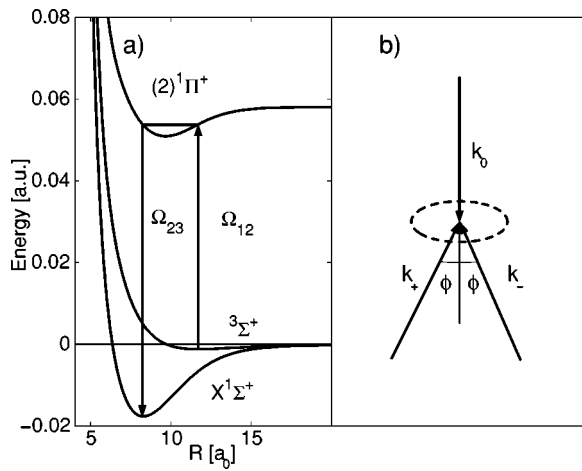 a)
b)
0.08
0.06
0.04
0.02
0
−0.02
Energy [a.u.]
(2)¹Π⁺
Ω₂₃
Ω₁₂
³Σ⁺
X¹Σ⁺
5
10
15
R [a₀]
k₀
k₊
k₋
ϕ
ϕ